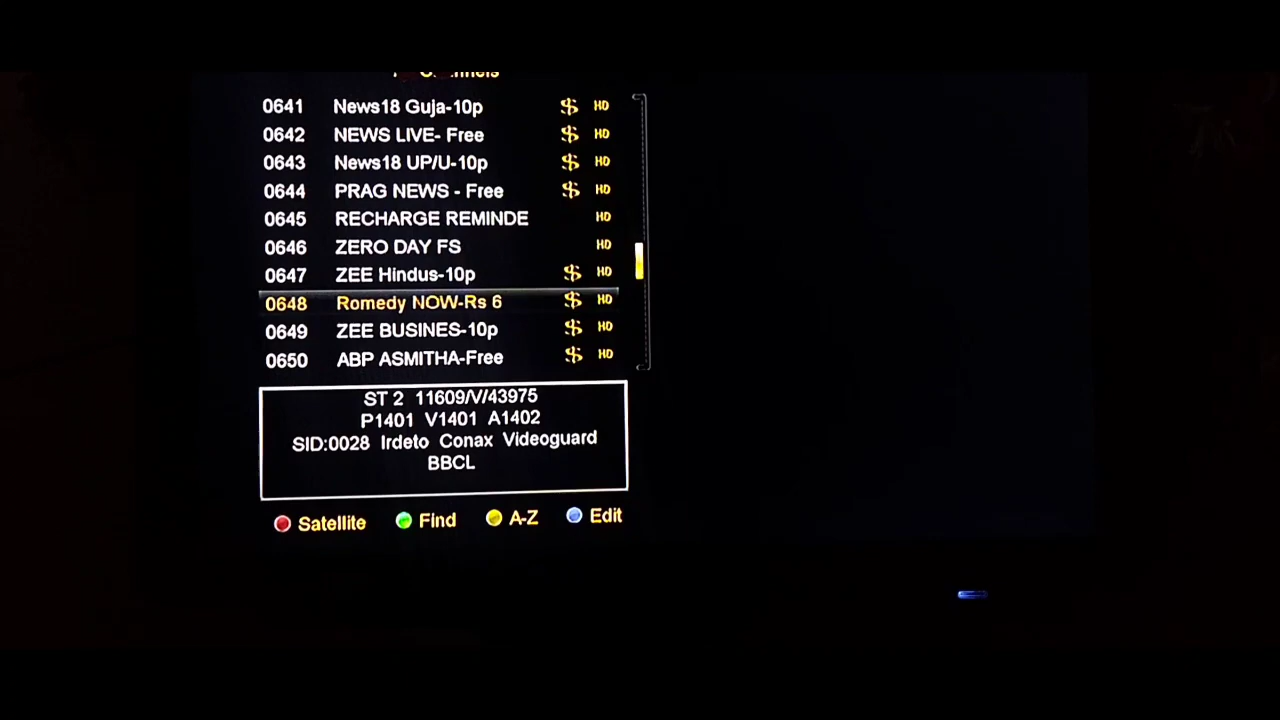 0641 News18 Guja-10p $ HD
0642 NEWS LIVE- Free $ HD
0643 News18 UP/U-10p $ HD
0644 PRAG NEWS - Free $ HD
0645 RECHARGE REMINDE HD
0646 ZERO DAY FS HD
0647 ZEE Hindus-10p $ HD
0648 Romedy NOW-Rs 6 $ HD
0649 ZEE BUSINES-10p $ HD
0650 ABP ASMITHA-Free $ HD
ST 2 11609/V/43975
P1401 V1401 A1402
SID:0028 Irdeto Conax Videoguard
BBCL
Satellite Find A-Z Edit